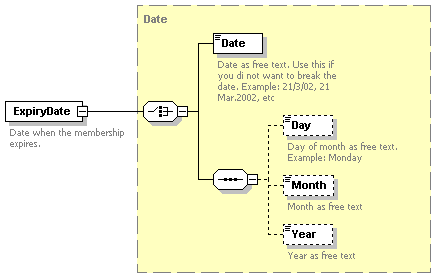 Date
Date
Date as free text. Use this if
you di not want to break the
date. Example: 21/3/02, 21
Mar.2002, etc
ExpiryDate
Date when the membership
expires.
Day
Day of month as free text.
Example: Monday
Month
Month as free text
Year
Year as free text